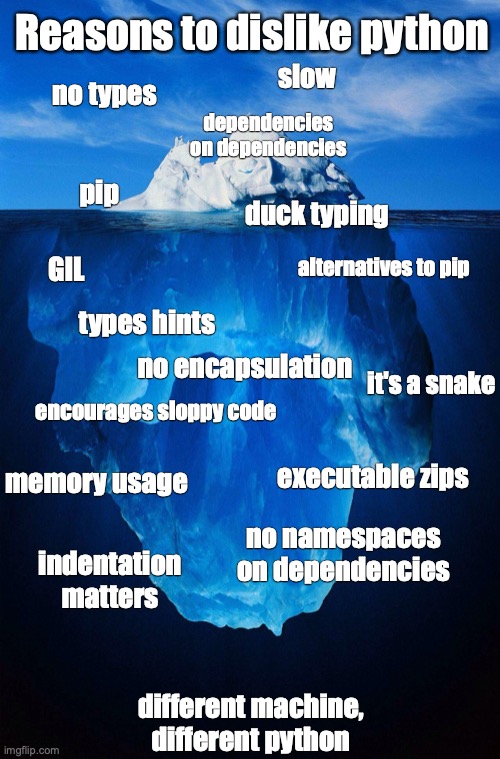 Reasons to dislike python
slow
no types
dependencies
on dependencies
pip
duck typing
GIL
alternatives to pip
types hints
no encapsulation
it's a snake
encourages sloppy code
memory usage
executable zips
no namespaces
on dependencies
indentation
matters
different machine,
different python
imgflip.com